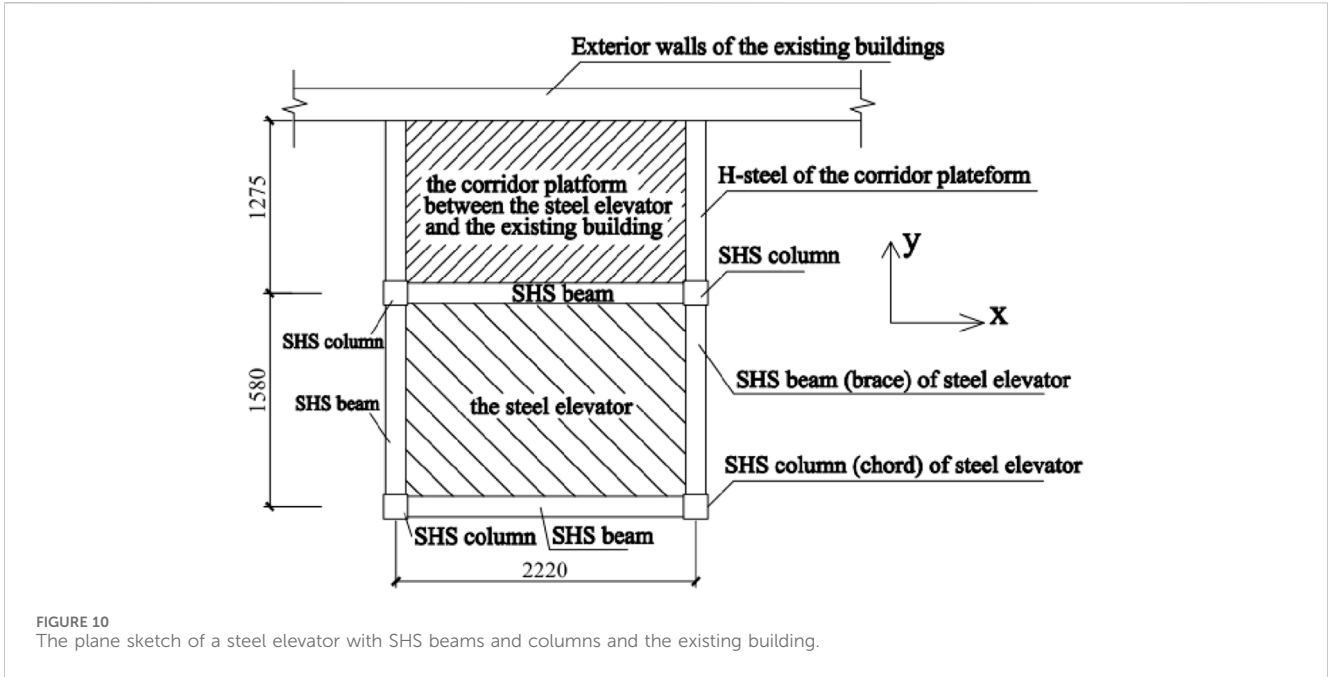 Exterior walls of the existing buildings
1275
the corridor platform
between the steel elevator
and the existing building
H-steel of the corridor plateform
SHS column
y
x
SHS beam
SHS column
1580
SHS beam
SHS beam (brace) of steel elevator
the steel elevator
SHS column (chord) of steel elevator
SHS column
SHS beam
2220
FIGURE 10
The plane sketch of a steel elevator with SHS beams and columns and the existing building.